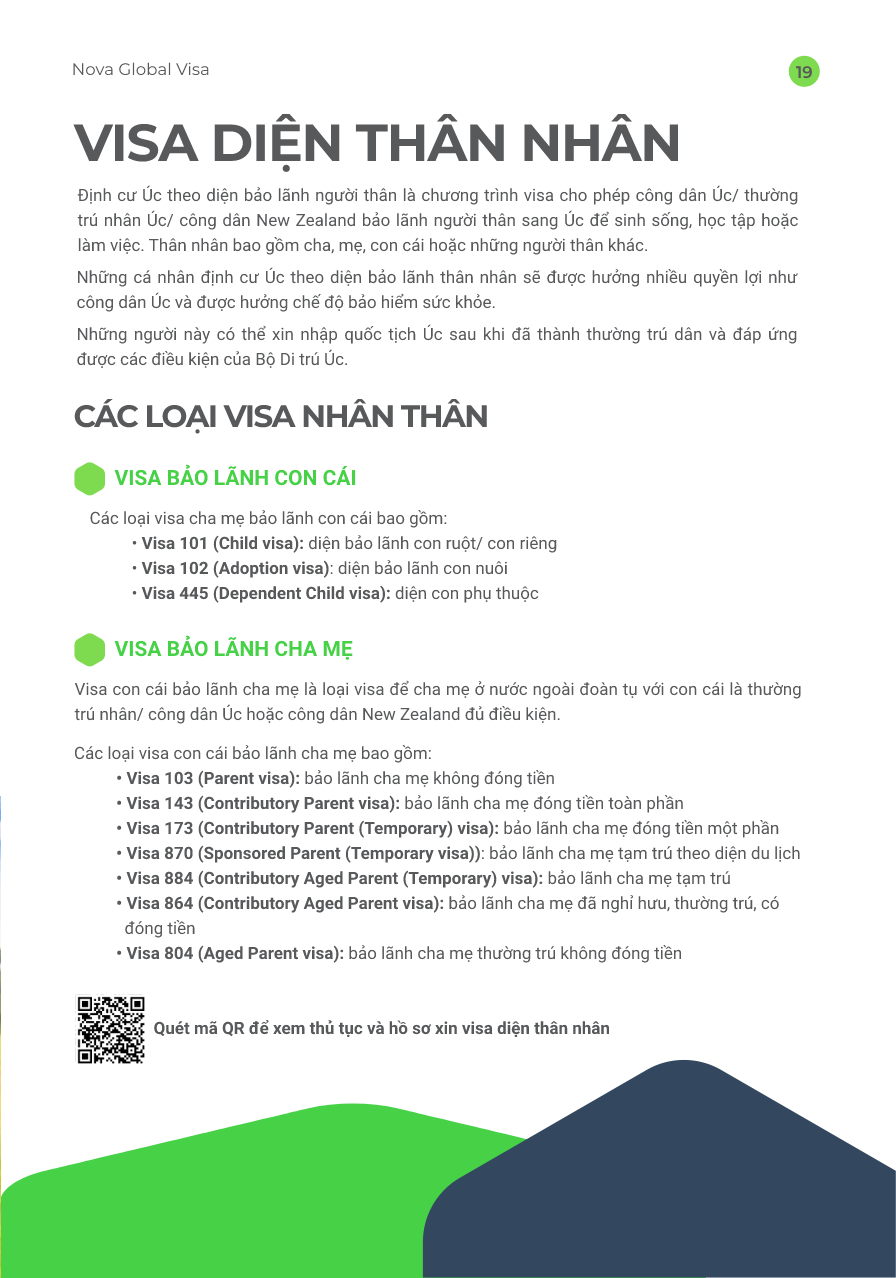 Nova Global Visa
19
VISA DIỆN THÂN NHÂN
Định cư Úc theo diện bảo lãnh người thân là chương trình visa cho phép công dân Úc/ thường
trú nhân Úc/ công dân New Zealand bảo lãnh người thân sang Úc để sinh sống, học tập hoặc
làm việc. Thân nhân bao gồm cha, mẹ, con cái hoặc những người thân khác.
Những cá nhân định cư Úc theo diện bảo lãnh thân nhân sẽ được hưởng nhiều quyền lợi như
công dân Úc và được hưởng chế độ bảo hiểm sức khỏe.
Những người này có thể xin nhập quốc tịch Úc sau khi đã thành thường trú dân và đáp ứng
được các điều kiện của Bộ Di trú Úc.
CÁC LOẠI VISA NHÂN THÂN
VISA BẢO LÃNH CON CÁI
Các loại visa cha mẹ bảo lãnh con cái bao gồm:
• Visa 101 (Child visa): diện bảo lãnh con ruột/ con riêng
• Visa 102 (Adoption visa): diện bảo lãnh con nuôi
• Visa 445 (Dependent Child visa): diện con phụ thuộc
VISA BẢO LÃNH CHA MẸ
Visa con cái bảo lãnh cha mẹ là loại visa để cha mẹ ở nước ngoài đoàn tụ với con cái là thường
trú nhân/ công dân Úc hoặc công dân New Zealand đủ điều kiện.
Các loại visa con cái bảo lãnh cha mẹ bao gồm:
• Visa 103 (Parent visa): bảo lãnh cha mẹ không đóng tiền
• Visa 143 (Contributory Parent visa): bảo lãnh cha mẹ đóng tiền toàn phần
• Visa 173 (Contributory Parent (Temporary) visa): bảo lãnh cha mẹ đóng tiền một phần
• Visa 870 (Sponsored Parent (Temporary visa)): bảo lãnh cha mẹ tạm trú theo diện du lịch
• Visa 884 (Contributory Aged Parent (Temporary) visa): bảo lãnh cha mẹ tạm trú
• Visa 864 (Contributory Aged Parent visa): bảo lãnh cha mẹ đã nghỉ hưu, thường trú, có
đóng tiền
• Visa 804 (Aged Parent visa): bảo lãnh cha mẹ thường trú không đóng tiền
Quét mã QR để xem thủ tục và hồ sơ xin visa diện thân nhân